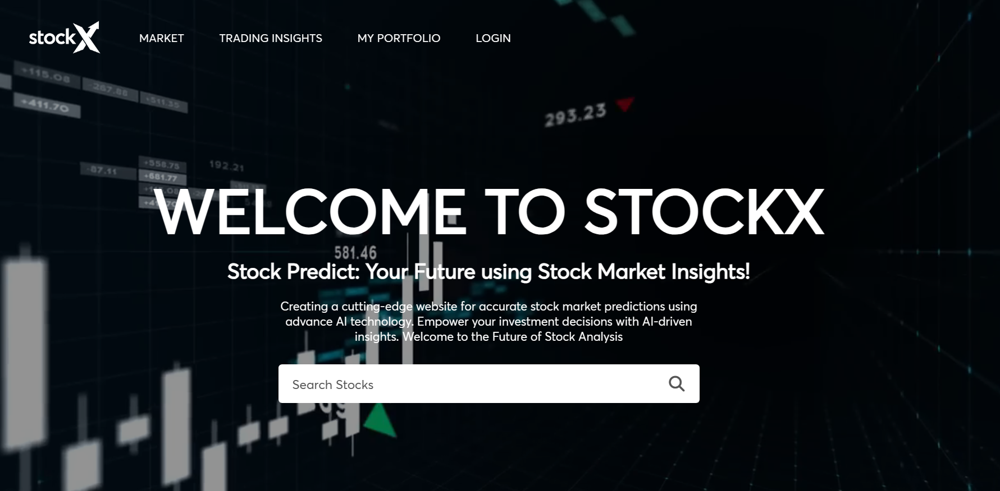 stockX
MARKET
TRADING INSIGHTS
MY PORTFOLIO
LOGIN
+115.08
-267.88
+511.35
+411.70
293.23
-87.11
+558.75
192.21
+681.77
WELCOME TO STOCKX
581.46
Stock Predict: Your Future using Stock Market Insights!
Creating a cutting-edge website for accurate stock market predictions using
advance AI technology. Empower your investment decisions with AI-driven
insights. Welcome to the Future of Stock Analysis
Search Stocks